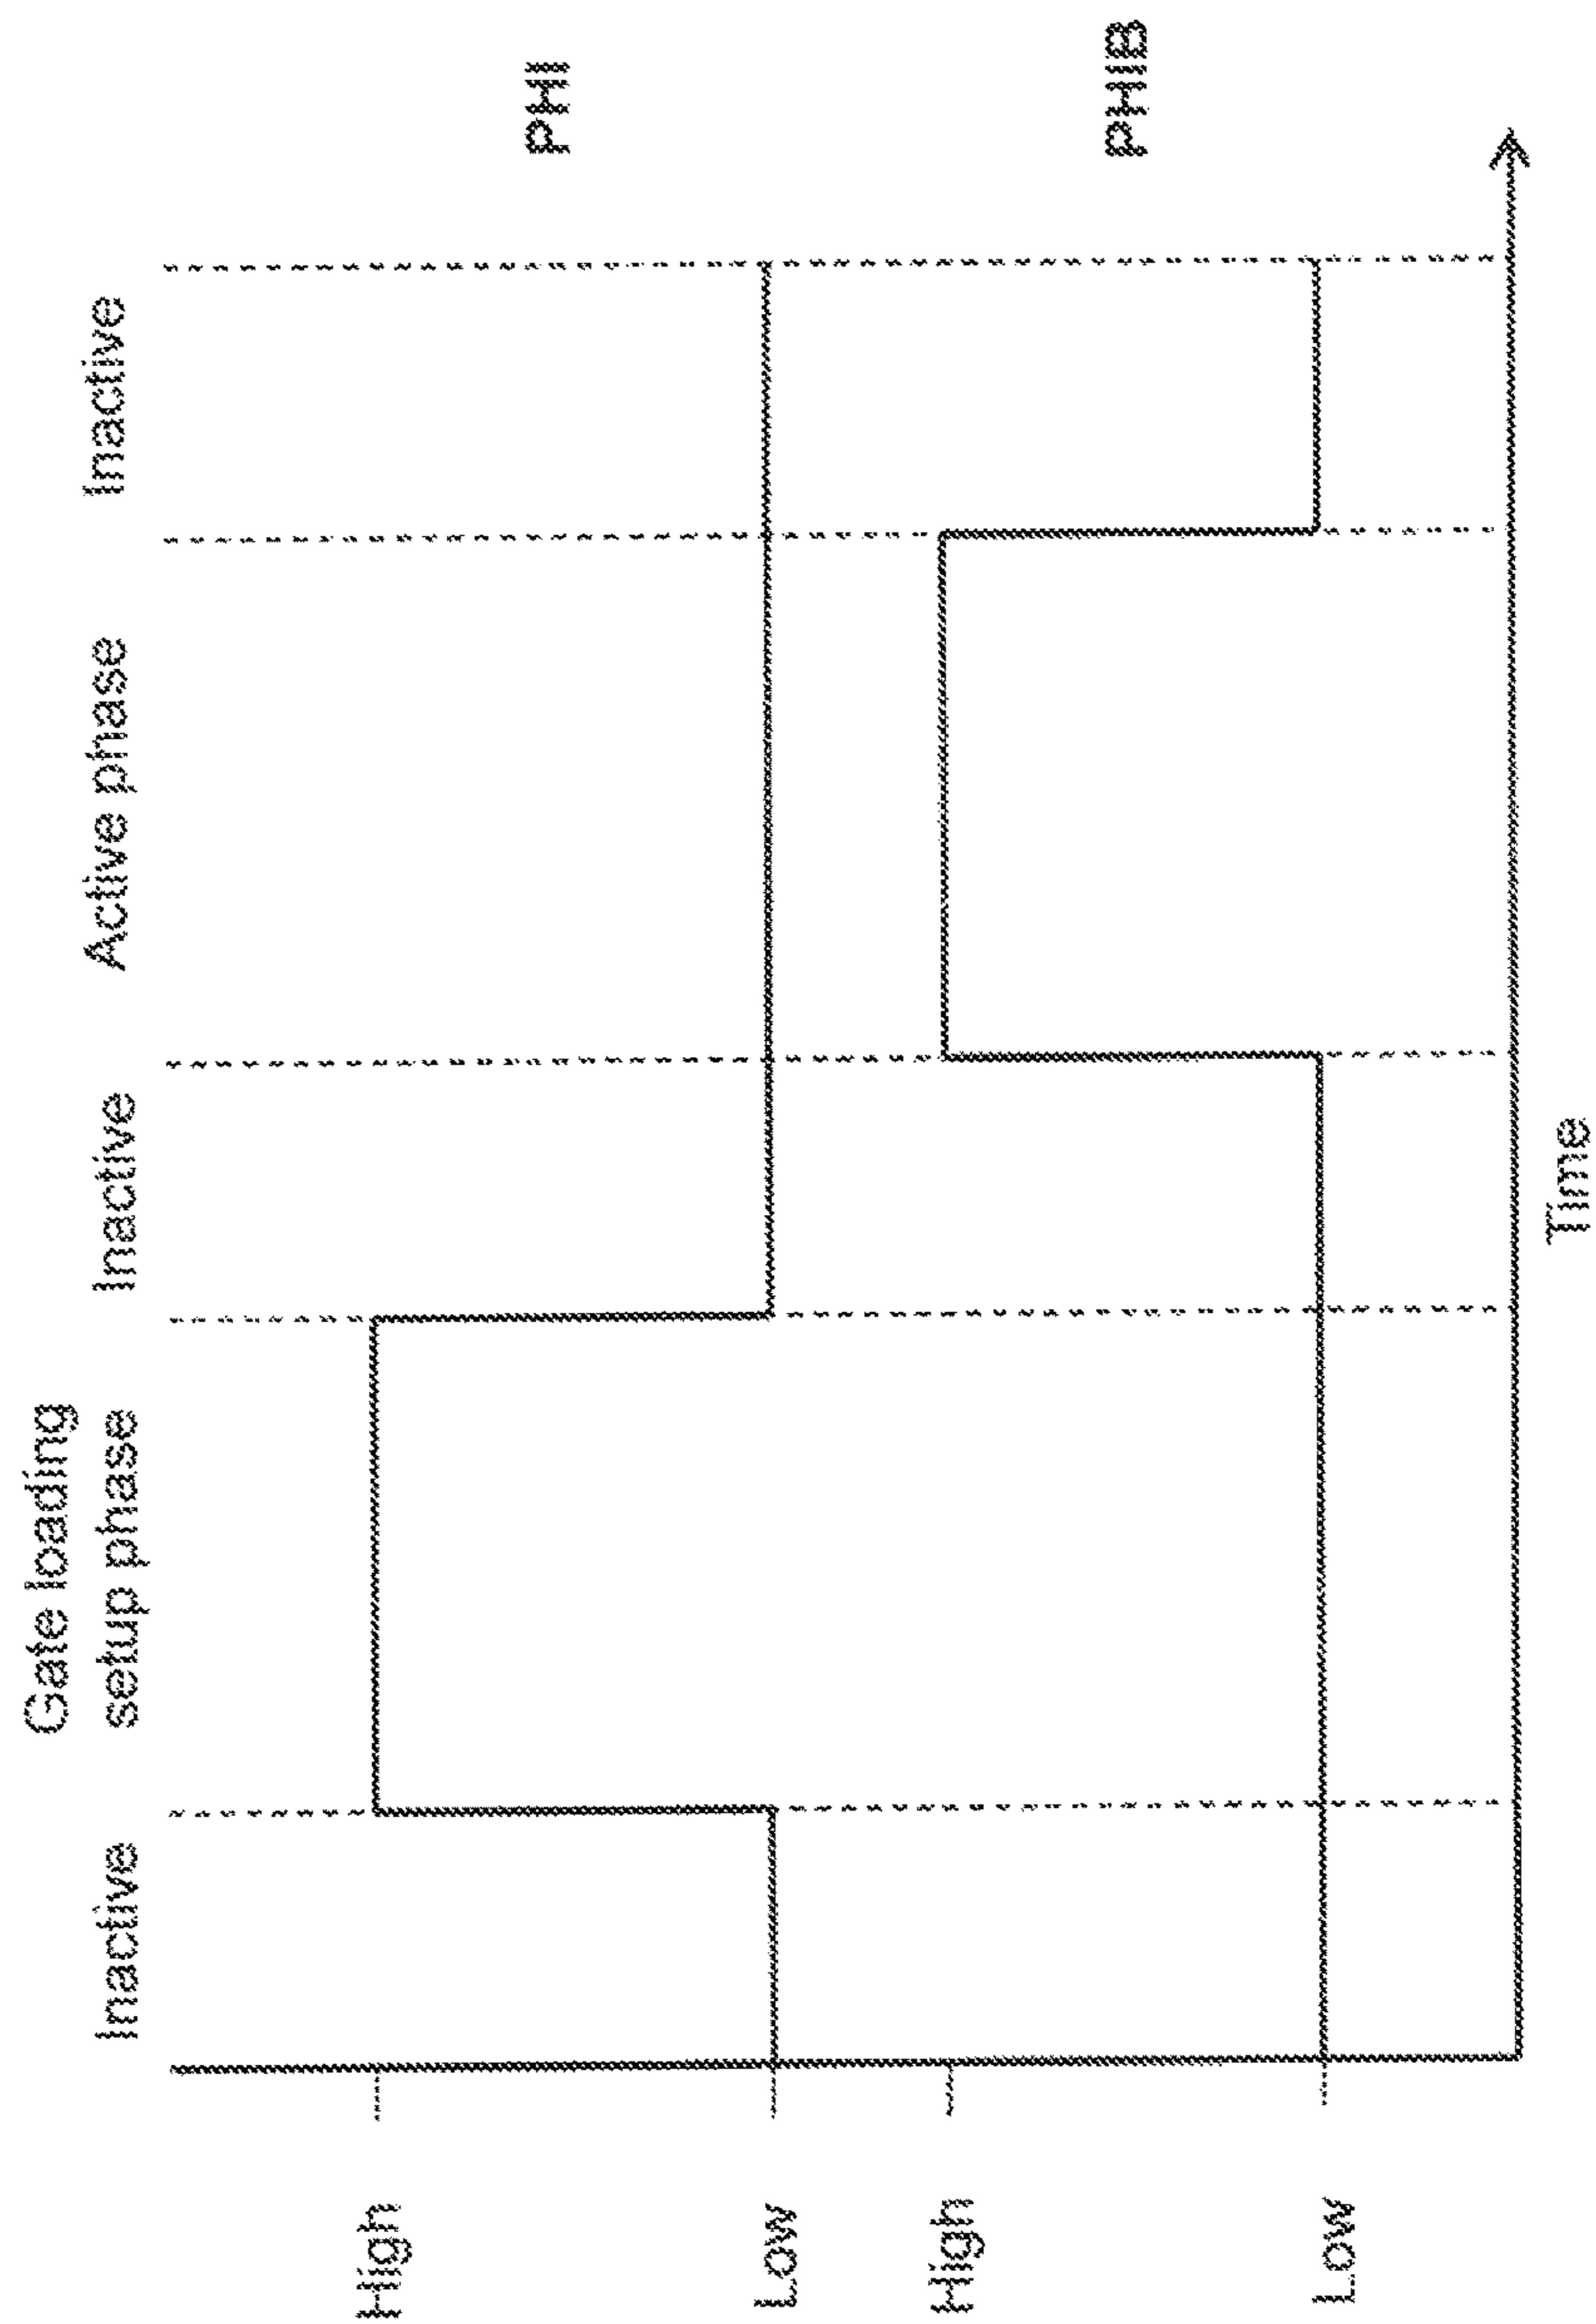 Inactive
Gate loading
setup phase
Inactive
Active phase
Inactive
High
Low
PHI
High
Low
PHIB
Time